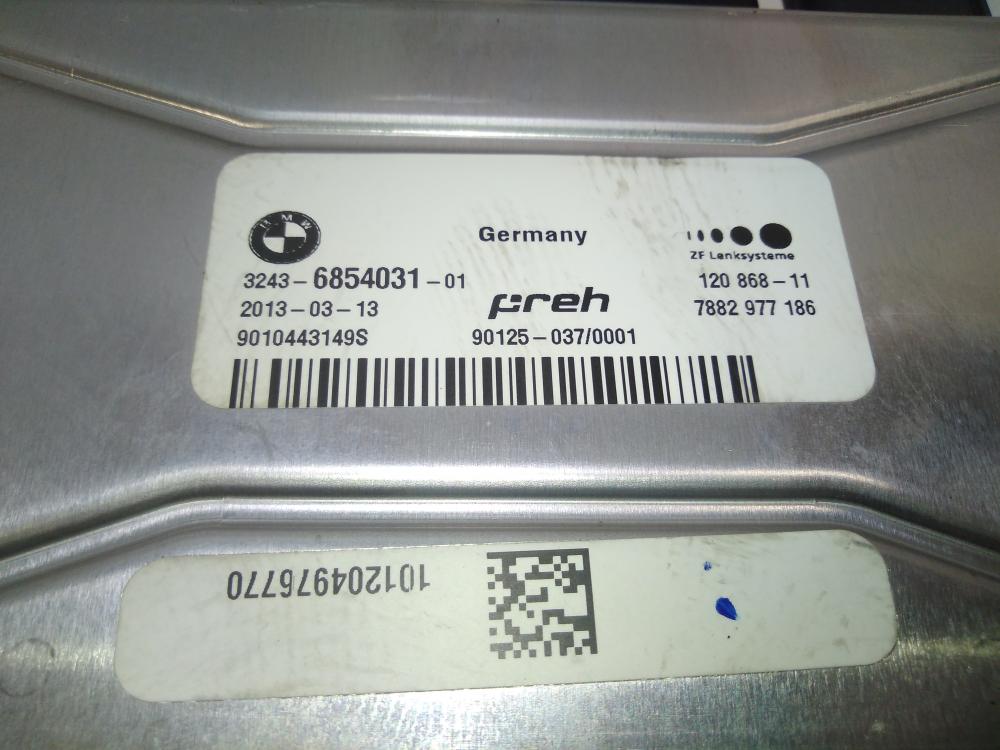 BMW
Germany
ZF Lenksysteme
3243-6854031-01
120 868-11
2013-03-13
preh
7882 977 186
9010443149S
90125-037/0001
101204976770